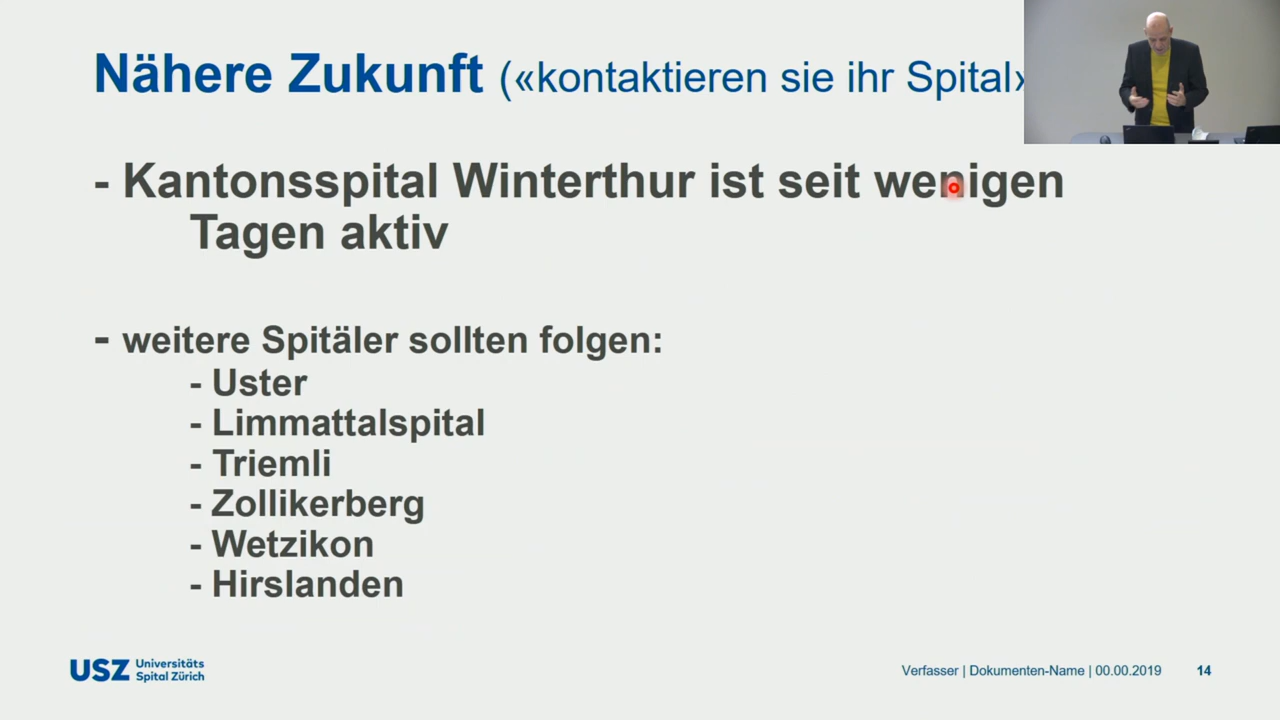 Nähere Zukunft («kontaktieren sie ihr Spital»
- Kantonsspital Winterthur ist seit wenigen
Tagen aktiv
- weitere Spitäler sollten folgen:
- Uster
- Limmattalspital
- Triemli
- Zollikerberg
- Wetzikon
- Hirslanden
USZ Universitäts
Spital Zürich
Verfasser | Dokumenten-Name | 00.00.2019 14